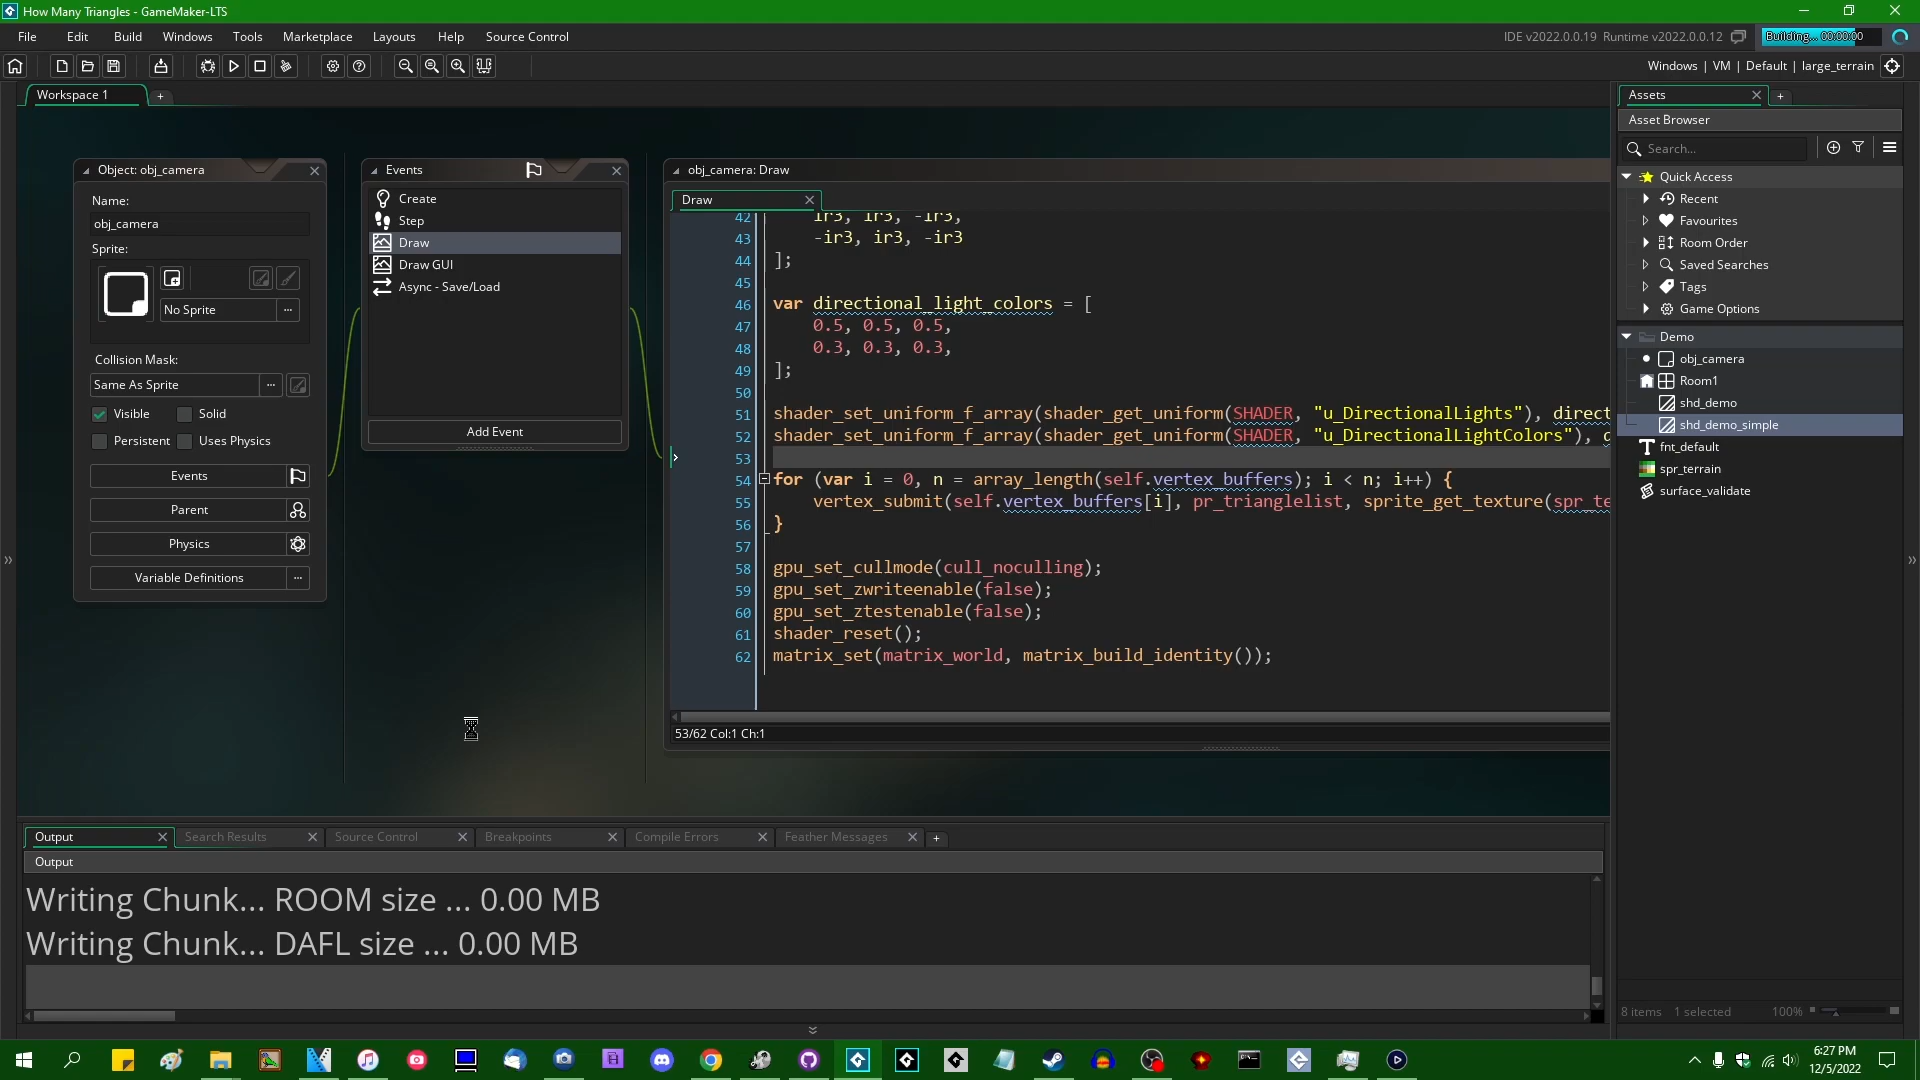 How Many Triangles - GameMaker-LTS
File Edit Build Windows Tools Marketplace Layouts Help Source Control
IDE v2022.0.0.19 Runtime v2022.0.0.12
Building... 00:00:00
Windows | VM | Default | large_terrain
Workspace 1
Object: obj_camera
Name:
obj_camera
Sprite:
No Sprite
Collision Mask:
Same As Sprite
Visible Solid
Persistent Uses Physics
Events
Parent
Physics
Variable Definitions
Events
Create
Step
Draw
Draw GUI
Async - Save/Load
Add Event
obj_camera: Draw
Draw
42 ir3, ir3, -ir3,
43 -ir3, ir3, -ir3
44 ];
45
46 var directional_light_colors = [
47 0.5, 0.5, 0.5,
48 0.3, 0.3, 0.3,
49 ];
50
51 shader_set_uniform_f_array(shader_get_uniform(SHADER, "u_DirectionalLights"), direct
52 shader_set_uniform_f_array(shader_get_uniform(SHADER, "u_DirectionalLightColors"), d
53
54 for (var i = 0, n = array_length(self.vertex_buffers); i < n; i++) {
55 vertex_submit(self.vertex_buffers[i], pr_trianglelist, sprite_get_texture(spr_te
56 }
57
58 gpu_set_cullmode(cull_noculling);
59 gpu_set_zwriteenable(false);
60 gpu_set_ztestenable(false);
61 shader_reset();
62 matrix_set(matrix_world, matrix_build_identity());
53/62 Col:1 Ch:1
Output Search Results Source Control Breakpoints Compile Errors Feather Messages
Output
Writing Chunk... ROOM size ... 0.00 MB
Writing Chunk... DAFL size ... 0.00 MB
Assets
Asset Browser
Search...
Quick Access
Recent
Favourites
Room Order
Saved Searches
Tags
Game Options
Demo
obj_camera
Room1
shd_demo
shd_demo_simple
fnt_default
spr_terrain
surface_validate
8 items 1 selected 100%
6:27 PM
12/5/2022